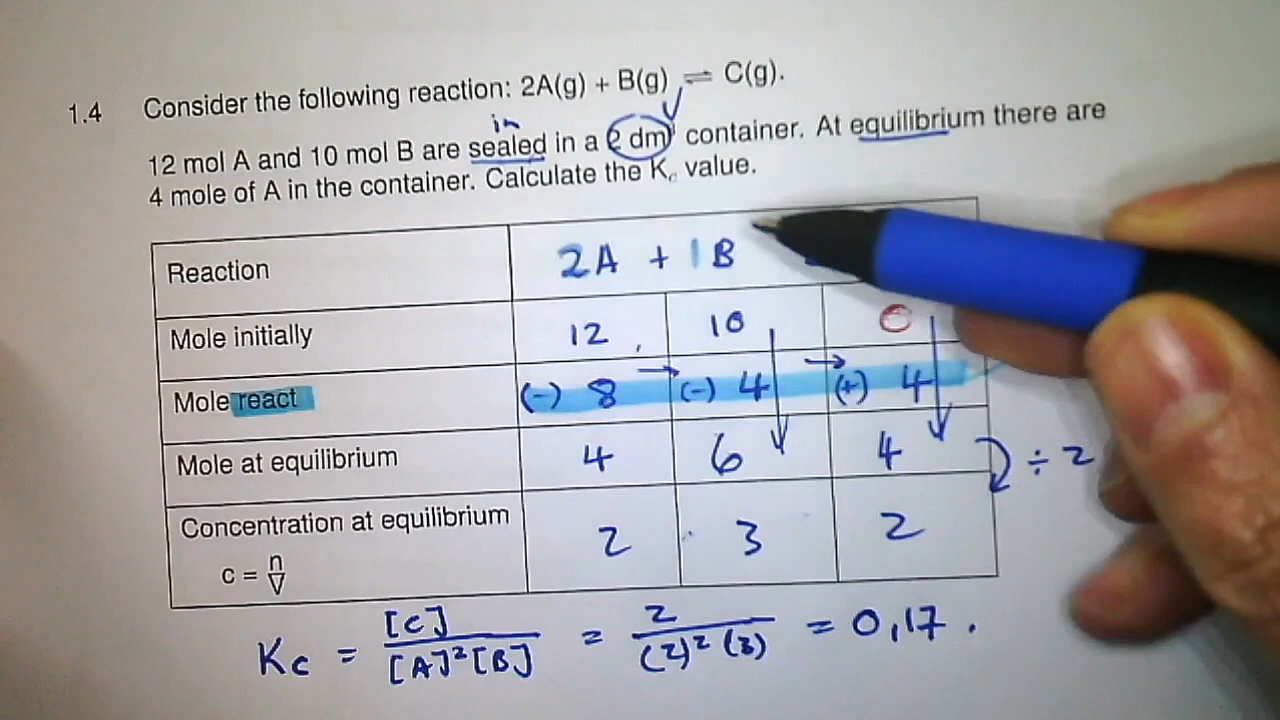 1.4 Consider the following reaction: 2A(g) + B(g) ⇌ C(g).
in
12 mol A and 10 mol B are sealed in a 2 dm³ container. At equilibrium there are
4 mole of A in the container. Calculate the Kc value.
Reaction 2A + 1B
Mole initially 12 10 0
Mole react (-) 8 → (-) 4 → (+) 4
Mole at equilibrium 4 6 4 ÷ 2
Concentration at equilibrium 2 3 2
c = n/V
Kc = [C]/[A]²[B] = 2/(2)²(3) = 0,17.